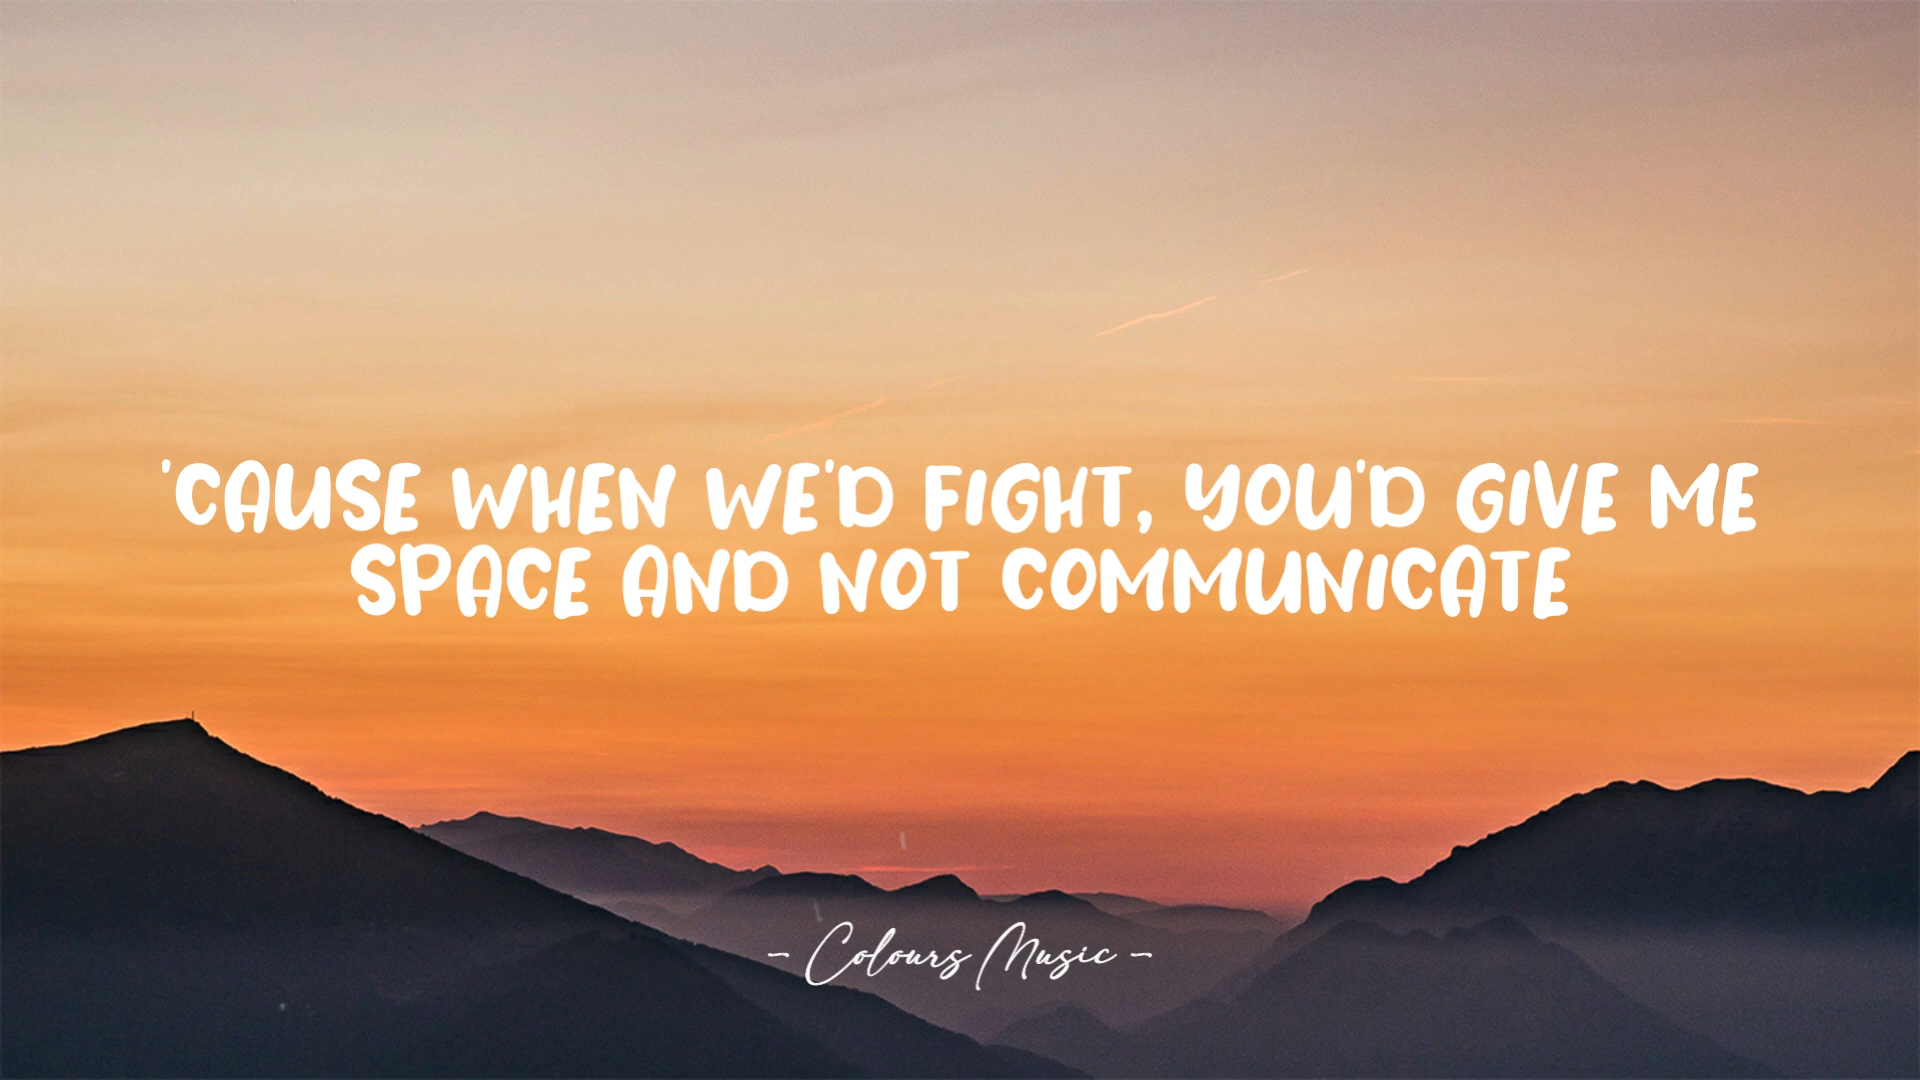 'CAUSE WHEN WE'D FIGHT, YOU'D GIVE ME
SPACE AND NOT COMMUNICATE
- Colours Music -